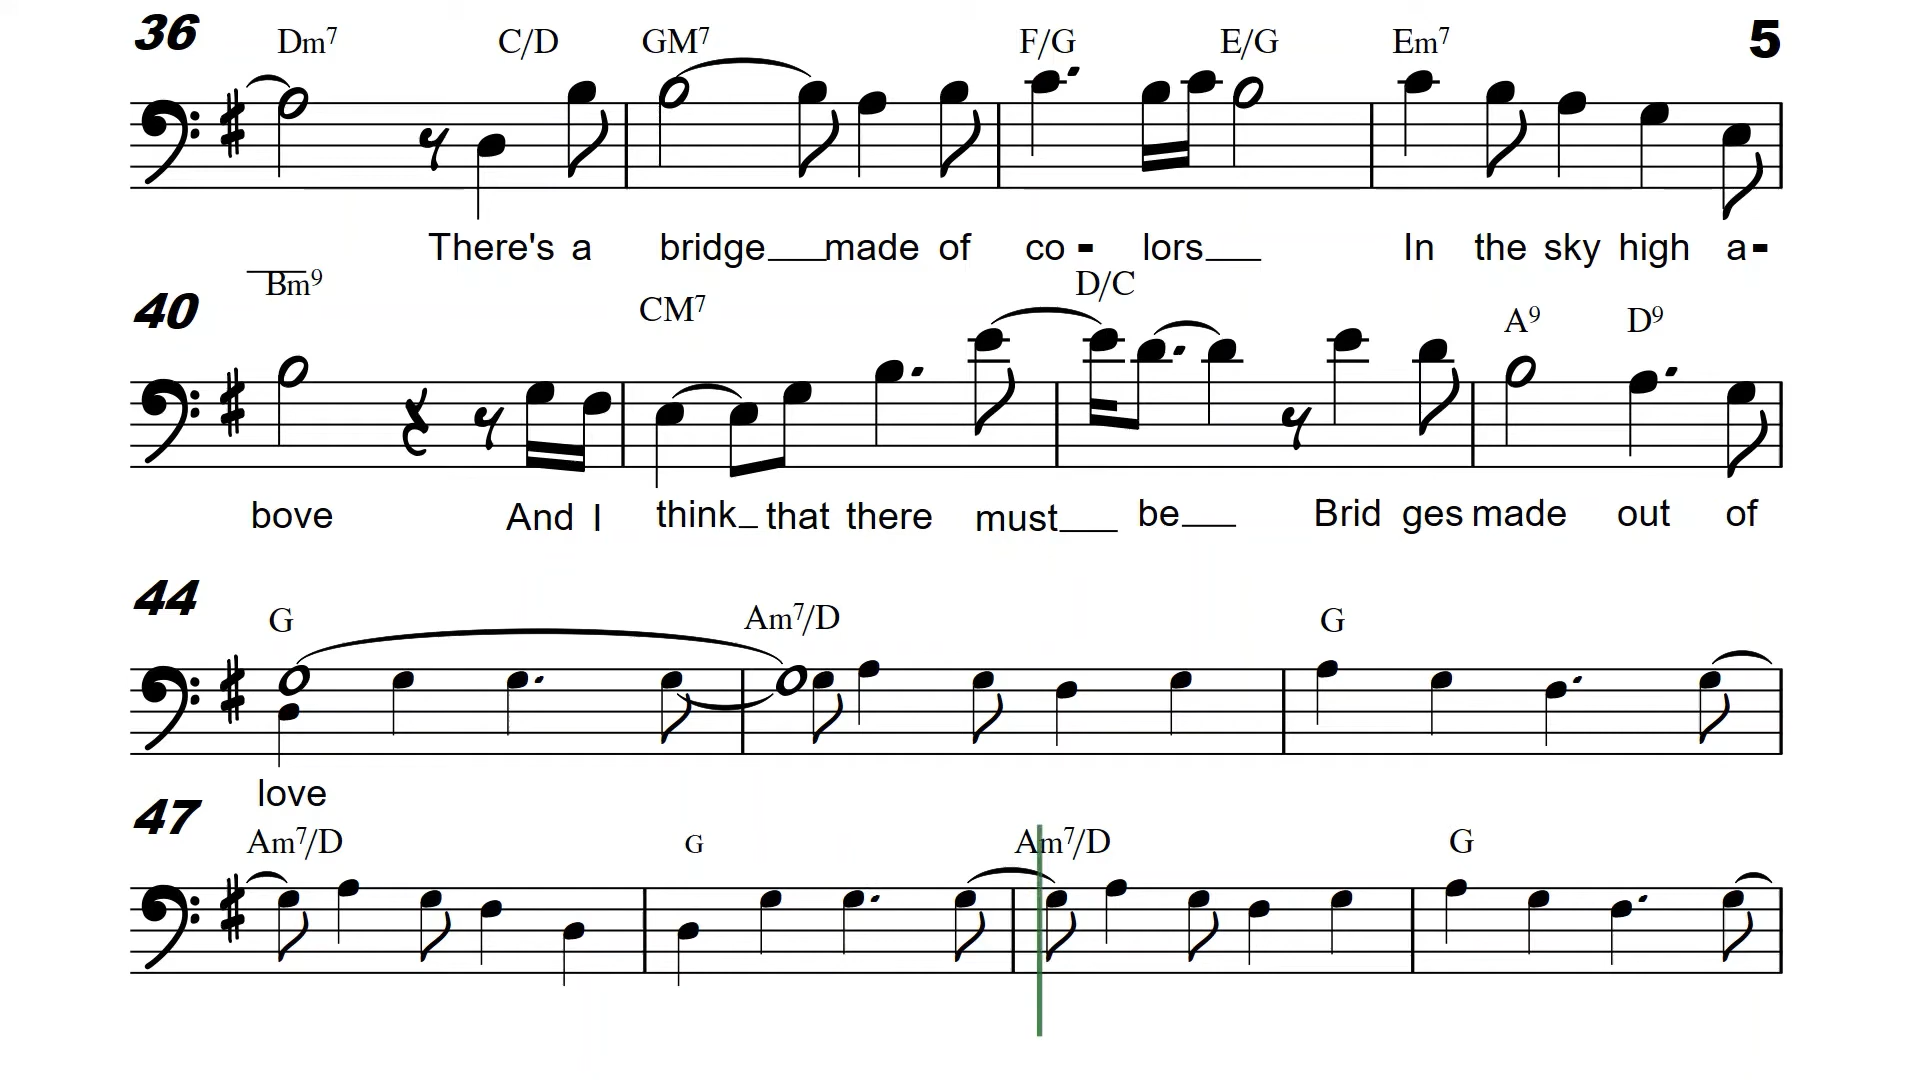 36 Dm7 C/D GM7 F/G E/G Em7 5
There's a bridge made of co - lors In the sky high a-
40 Bm9 CM7 D/C A9 D9
bove And I think that there must be Brid ges made out of
44 G Am7/D G
love
47 Am7/D G Am7/D G